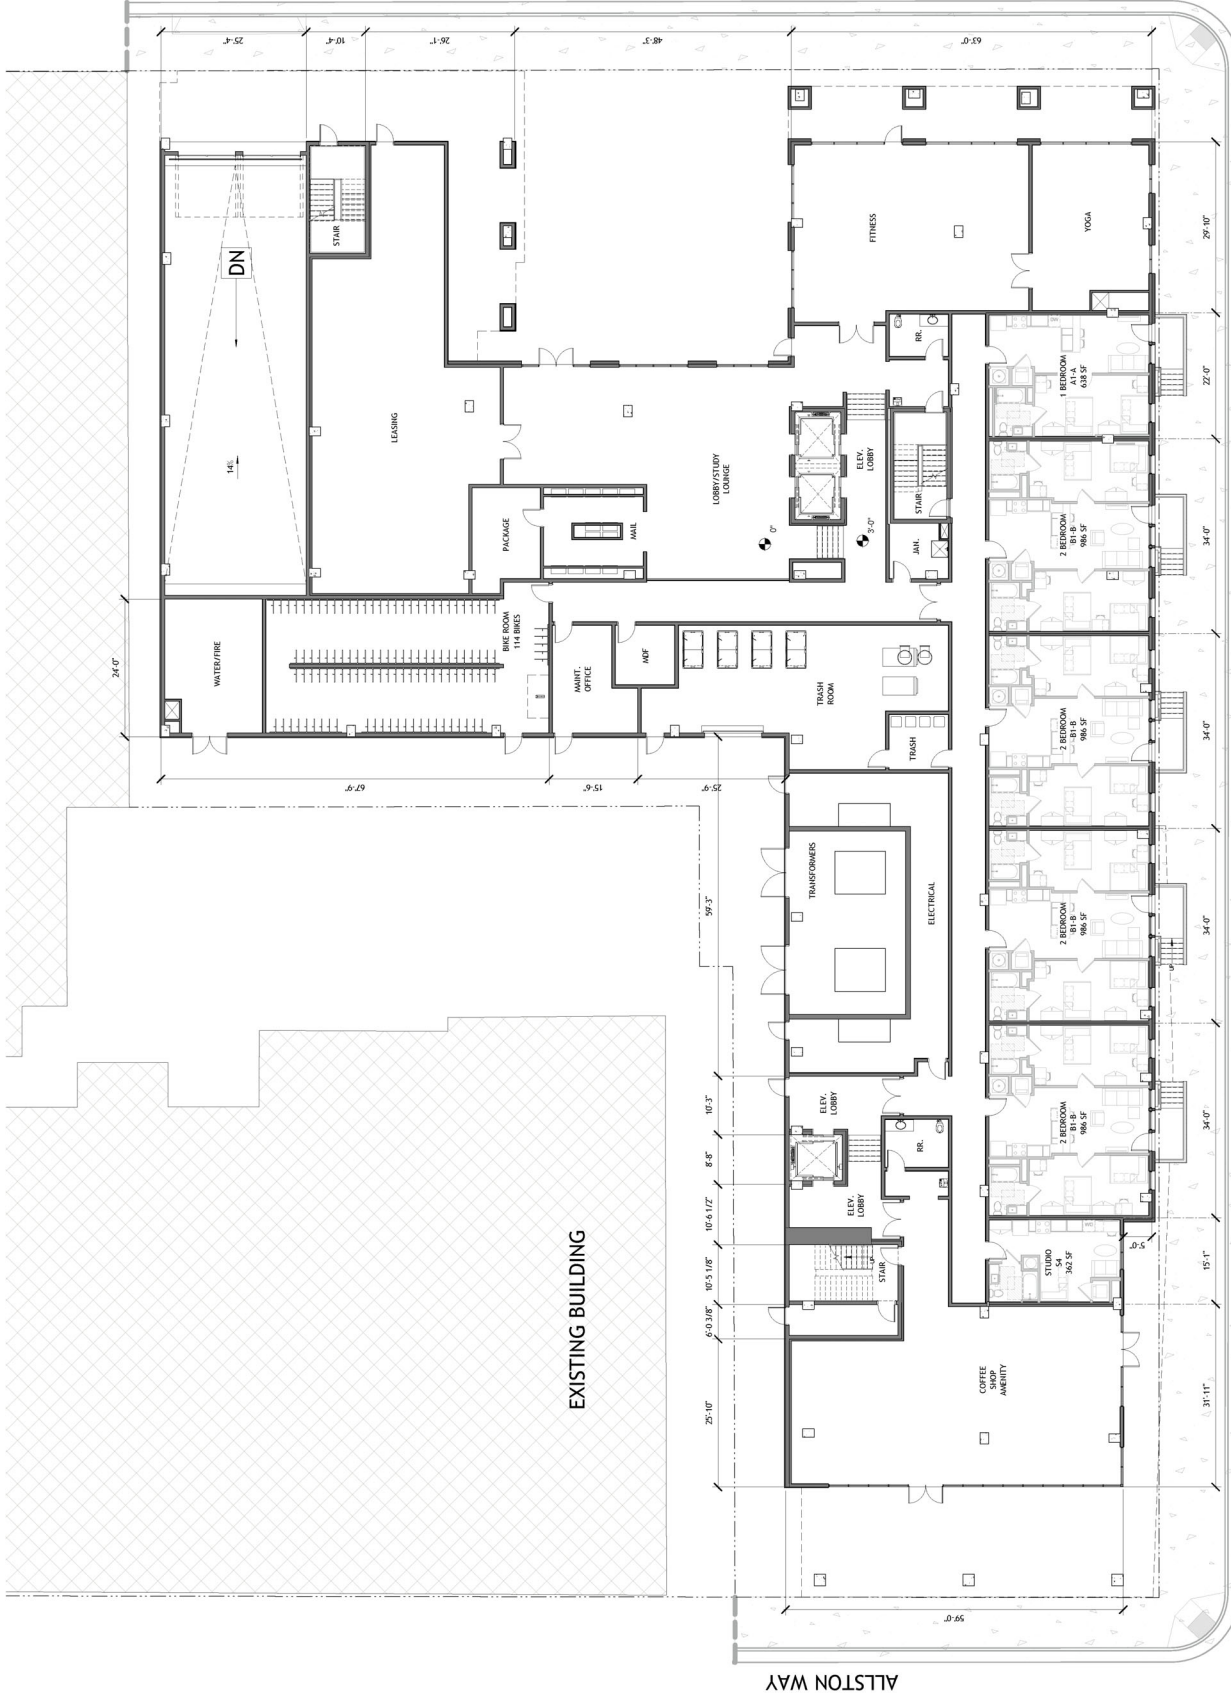 25'-4"
10'-4"
26'-1"
48'-3"
63'-0"
STAIR
DN
14%
LEASING
FITNESS
YOGA
29'-10"
RR.
1 BEDROOM
A1-A
638 SF
22'-0"
PACKAGE
MAIL
LOBBY/STUDY
LOUNGE
ELEV.
LOBBY
STAIR
0"
3'-0"
JAN.
2 BEDROOM
B1-B
986 SF
34'-0"
24'-0"
WATER/FIRE
BIKE ROOM
114 BIKES
MAINT.
OFFICE
MDF
TRASH
ROOM
TRASH
2 BEDROOM
B1-B
986 SF
34'-0"
67'-9"
15'-6"
25'-9"
59'-3"
TRANSFORMERS
ELECTRICAL
2 BEDROOM
B1-B
986 SF
UP
34'-0"
10'-3"
ELEV.
LOBBY
RR.
2 BEDROOM
B1-B
986 SF
34'-0"
8'-8"
10'-6 1/2"
ELEV.
LOBBY
EXISTING BUILDING
10'-5 1/8"
UP
STAIR
STUDIO
S4
362 SF
WD
5'-0"
15'-1"
6'-0 3/8"
25'-10"
COFFEE
SHOP
AMENITY
31'-11"
59'-0"
ALLSTON WAY